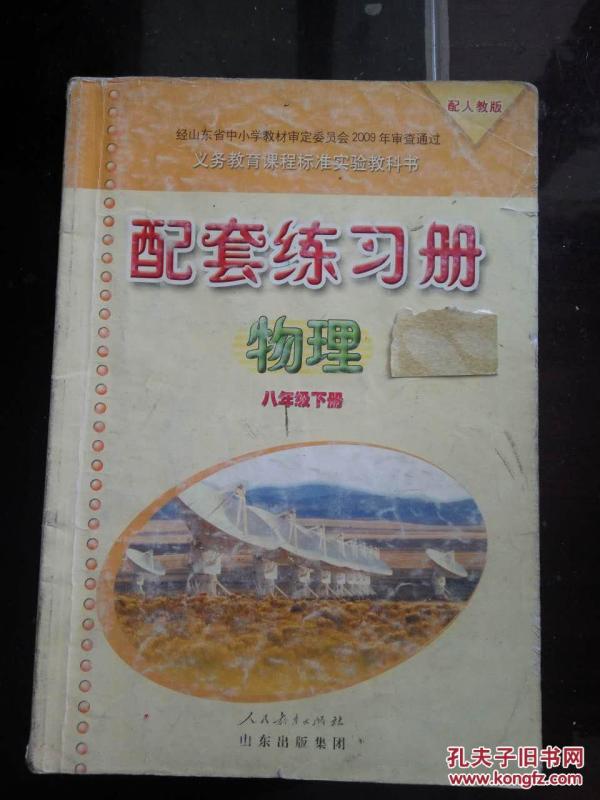 配人教版
经山东省中小学教材审定委员会2009年审查通过
义务教育课程标准实验教科书
配套练习册
物理
八年级下册
人民教育出版社
山东出版集团
孔夫子旧书网
www.kongfz.com